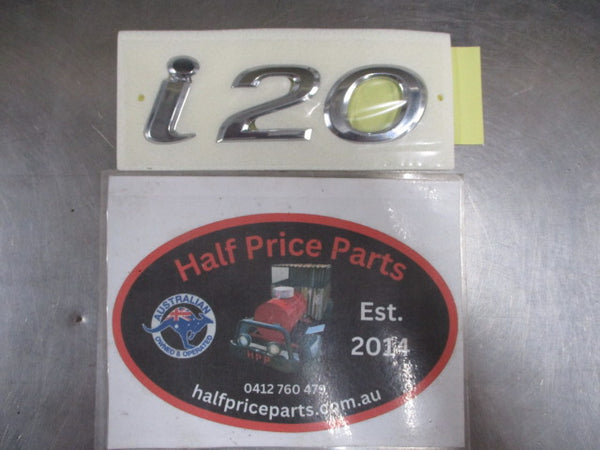 i20
Half Price Parts
AUSTRALIAN
OWNED & OPERATED
Est.
2014
HPP
0412 760 479
halfpriceparts.com.au